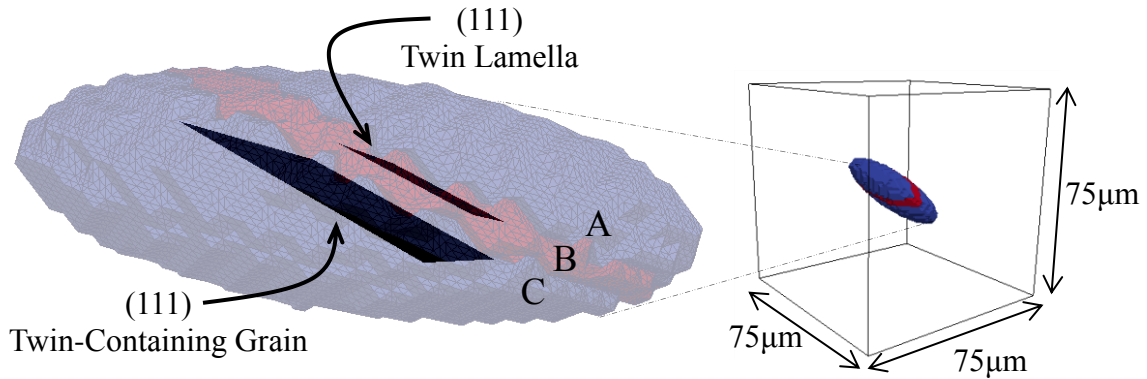 (111)
Twin Lamella
A
B
C
(111)
Twin-Containing Grain
75μm
75μm
75μm